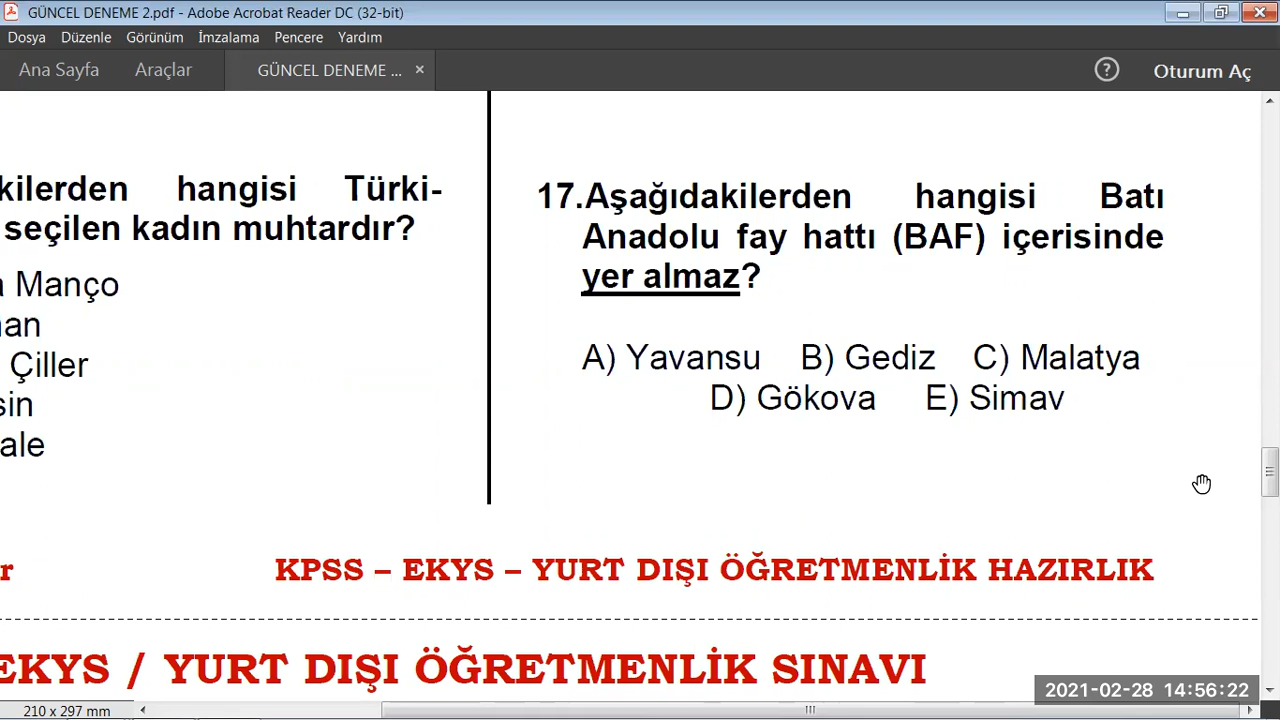 GÜNCEL DENEME 2.pdf - Adobe Acrobat Reader DC (32-bit)
Dosya Düzenle Görünüm İmzalama Pencere Yardım
Ana Sayfa Araçlar GÜNCEL DENEME ... × ? Oturum Aç
kilerden hangisi Türki-
seçilen kadın muhtardır?
a Manço
an
Çiller
sin
ale
17.Aşağıdakilerden hangisi Batı
Anadolu fay hattı (BAF) içerisinde
yer almaz?
A) Yavansu B) Gediz C) Malatya
D) Gökova E) Simav
r KPSS – EKYS – YURT DIŞI ÖĞRETMENLİK HAZIRLIK
EKYS / YURT DIŞI ÖĞRETMENLİK SINAVI
2021-02-28 14:56:22
210 x 297 mm